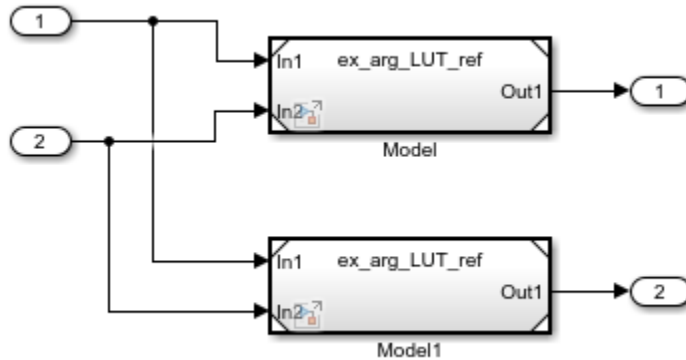 1
In1 ex_arg_LUT_ref
Out1 1
In2
2
Model
In1 ex_arg_LUT_ref
Out1 2
In2
Model1